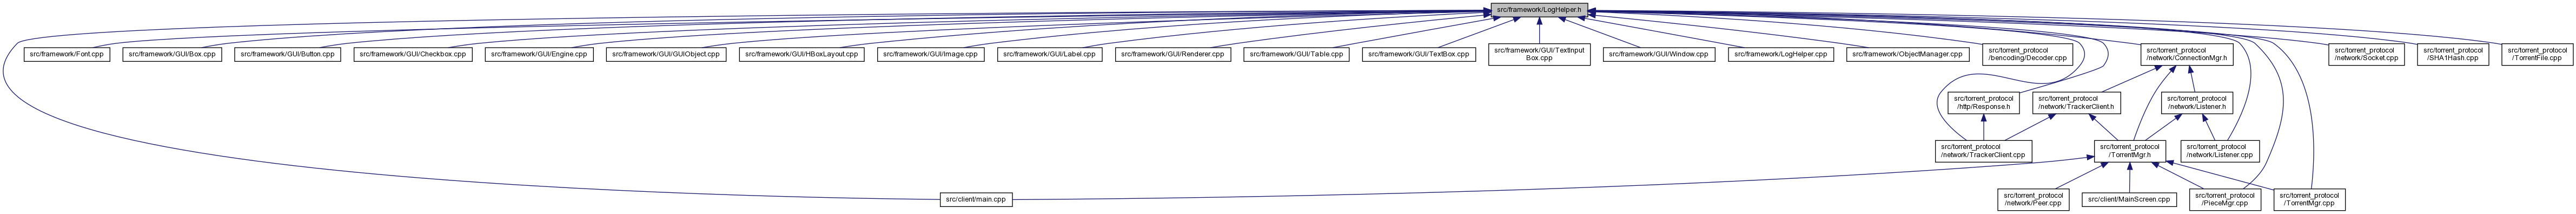 src/framework/LogHelper.h
src/framework/Font.cpp
src/framework/GUI/Box.cpp
src/framework/GUI/Button.cpp
src/framework/GUI/Checkbox.cpp
src/framework/GUI/Engine.cpp
src/framework/GUI/GUIObject.cpp
src/framework/GUI/HBoxLayout.cpp
src/framework/GUI/Image.cpp
src/framework/GUI/Label.cpp
src/framework/GUI/Renderer.cpp
src/framework/GUI/Table.cpp
src/framework/GUI/TextBox.cpp
src/framework/GUI/TextInput
Box.cpp
src/framework/GUI/Window.cpp
src/framework/LogHelper.cpp
src/framework/ObjectManager.cpp
src/torrent_protocol
/bencoding/Decoder.cpp
src/torrent_protocol
/network/ConnectionMgr.h
src/torrent_protocol
/network/Socket.cpp
src/torrent_protocol
/SHA1Hash.cpp
src/torrent_protocol
/TorrentFile.cpp
src/torrent_protocol
/http/Response.h
src/torrent_protocol
/network/TrackerClient.h
src/torrent_protocol
/network/Listener.h
src/torrent_protocol
/network/TrackerClient.cpp
src/torrent_protocol
/TorrentMgr.h
src/torrent_protocol
/network/Listener.cpp
src/client/main.cpp
src/torrent_protocol
/network/Peer.cpp
src/client/MainScreen.cpp
src/torrent_protocol
/PieceMgr.cpp
src/torrent_protocol
/TorrentMgr.cpp